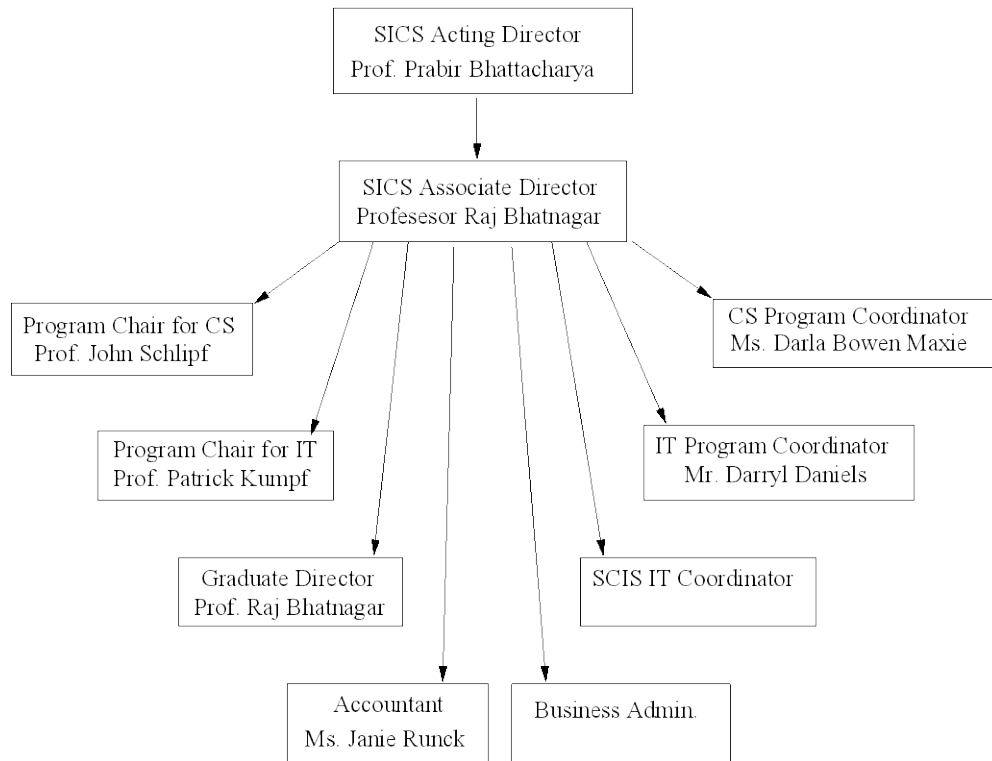 SICS Acting Director
Prof. Prabir Bhattacharya
SICS Associate Director
Profesesor Raj Bhatnagar
Program Chair for CS
Prof. John Schlipf
CS Program Coordinator
Ms. Darla Bowen Maxie
Program Chair for IT
Prof. Patrick Kumpf
IT Program Coordinator
Mr. Darryl Daniels
Graduate Director
Prof. Raj Bhatnagar
SCIS IT Coordinator
Accountant
Ms. Janie Runck
Business Admin.